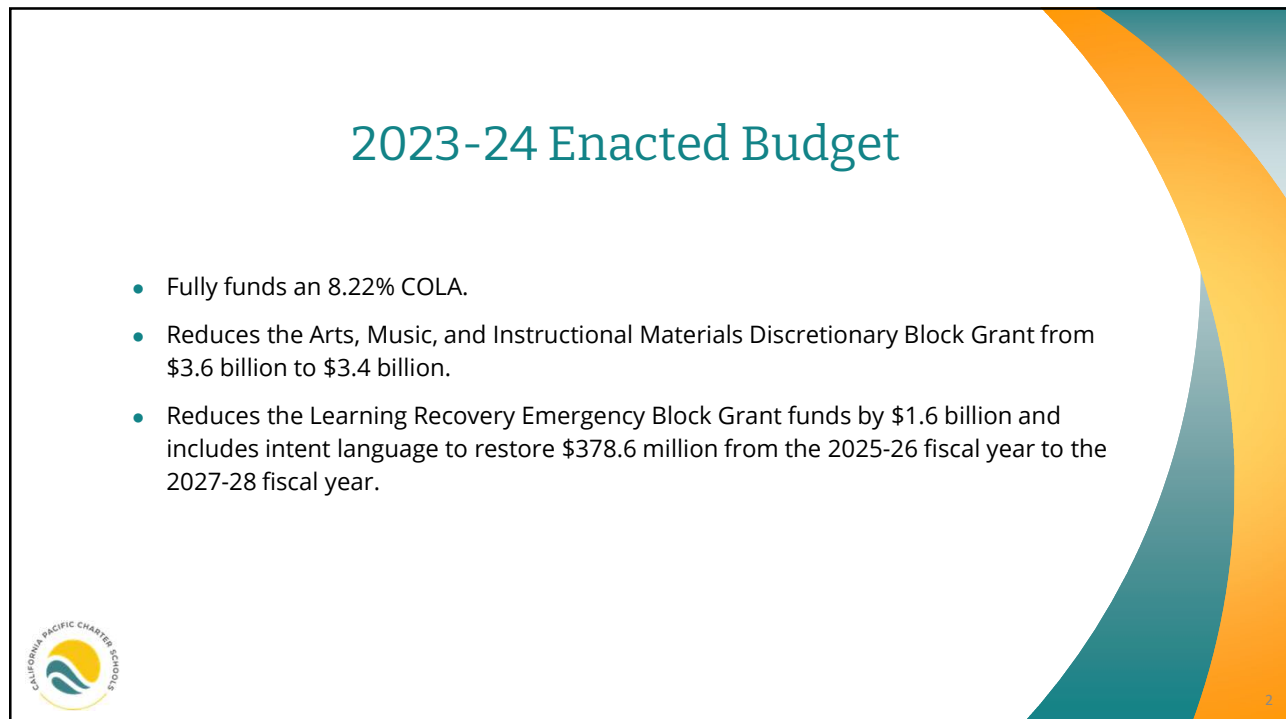 2023-24 Enacted Budget
● Fully funds an 8.22% COLA.
● Reduces the Arts, Music, and Instructional Materials Discretionary Block Grant from
$3.6 billion to $3.4 billion.
● Reduces the Learning Recovery Emergency Block Grant funds by $1.6 billion and
includes intent language to restore $378.6 million from the 2025-26 fiscal year to the
2027-28 fiscal year.
CALIFORNIA PACIFIC CHARTER SCHOOLS
2